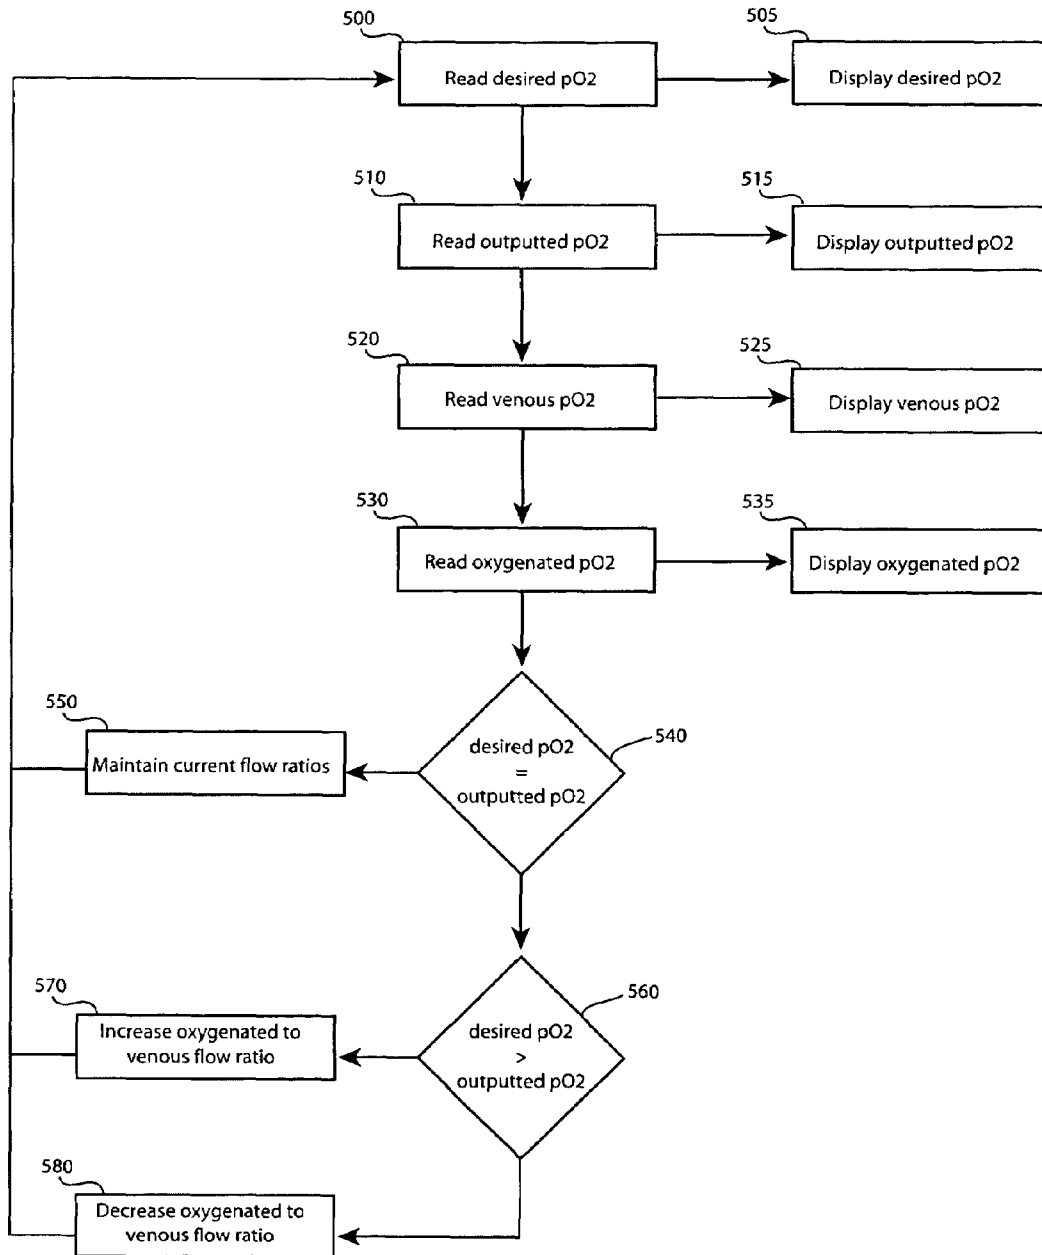 500
505
Read desired pO2
Display desired pO2
510
515
Read outputted pO2
Display outputted pO2
520
525
Read venous pO2
Display venous pO2
530
535
Read oxygenated pO2
Display oxygenated pO2
550
540
Maintain current flow ratios
desired pO2
=
outputted pO2
570
560
Increase oxygenated to
venous flow ratio
desired pO2
>
outputted pO2
580
Decrease oxygenated to
venous flow ratio